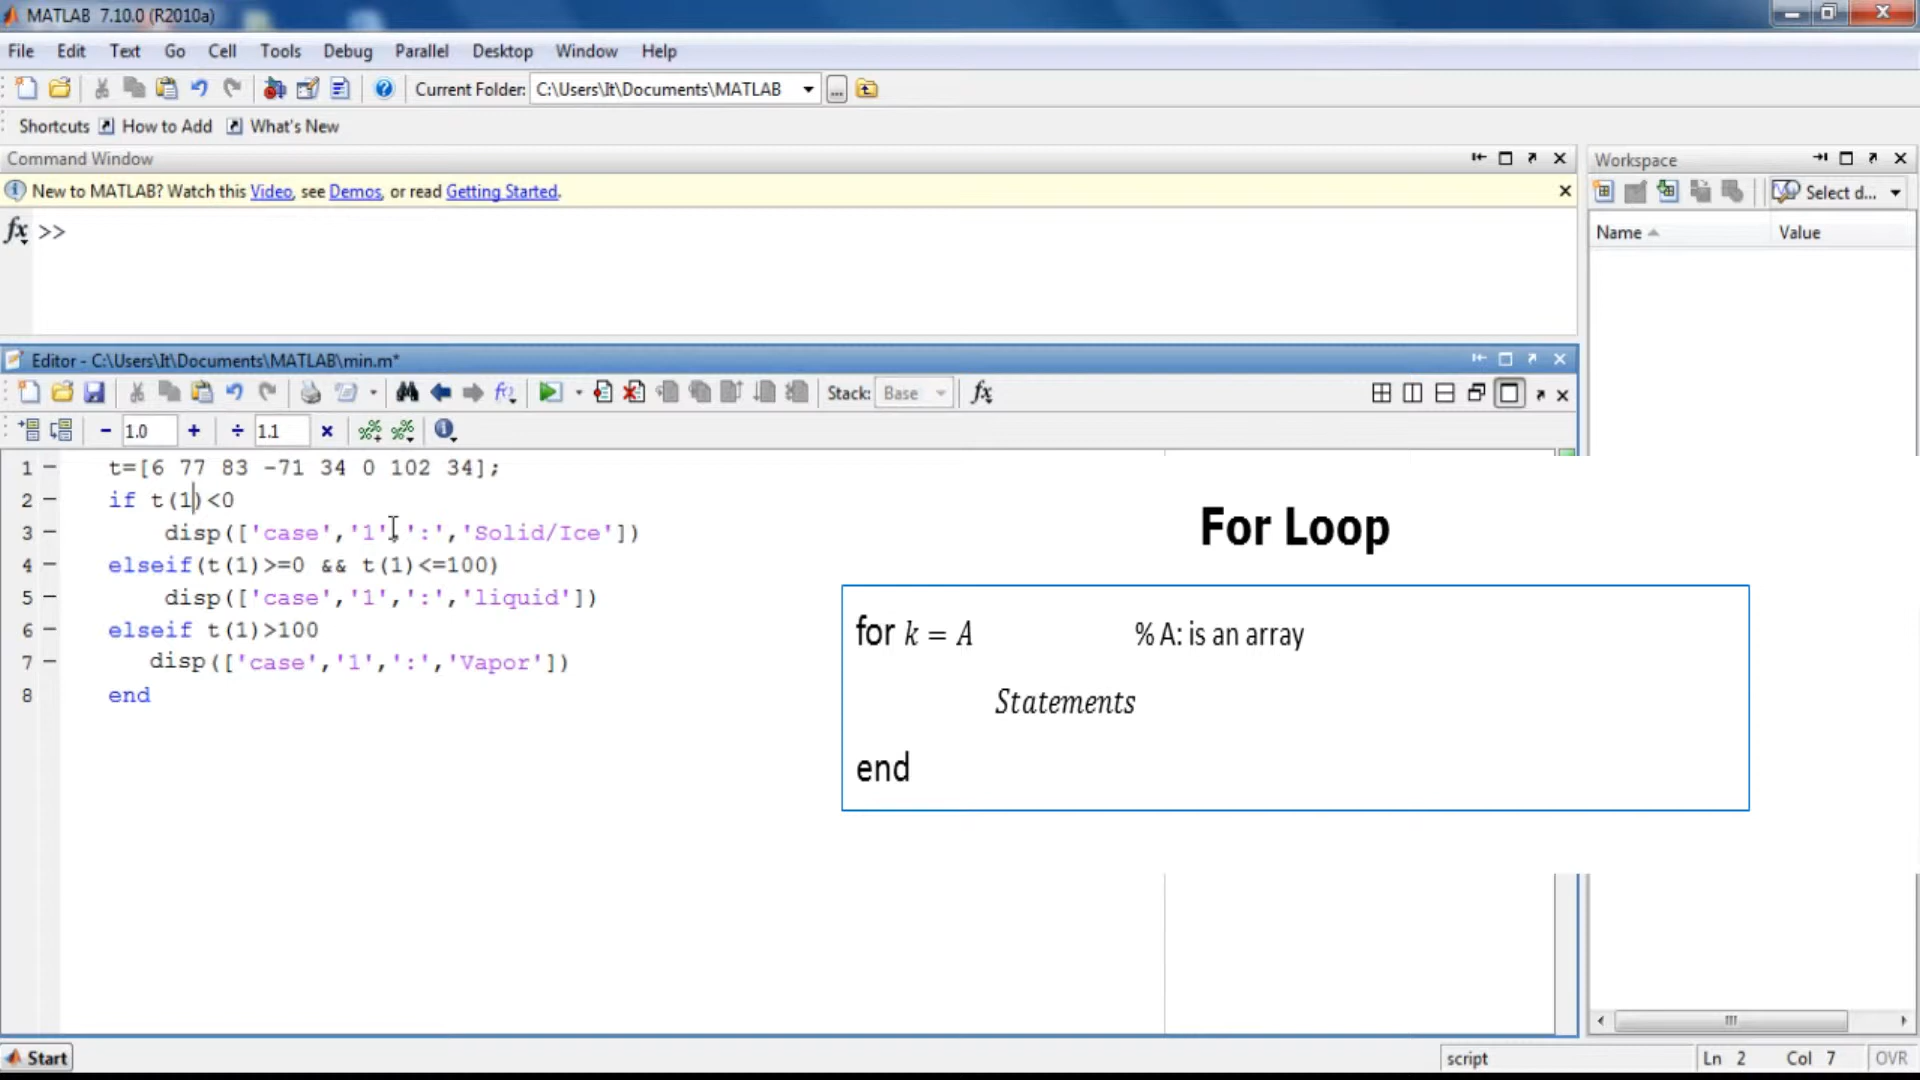 MATLAB 7.10.0 (R2010a)
File Edit Text Go Cell Tools Debug Parallel Desktop Window Help
Current Folder: C:\Users\It\Documents\MATLAB ...
Shortcuts How to Add What's New
Command Window
Workspace
New to MATLAB? Watch this Video, see Demos, or read Getting Started.
Select d...
fx >>
Name Value
Editor - C:\Users\It\Documents\MATLAB\min.m*
Stack: Base fx
- 1.0 + ÷ 1.1 ×
1 - t=[6 77 83 -71 34 0 102 34];
2 - if t(1)<0
3 - disp(['case','1',':','Solid/Ice'])
4 - elseif(t(1)>=0 && t(1)<=100)
5 - disp(['case','1',':','liquid'])
6 - elseif t(1)>100
7 - disp(['case','1',':','Vapor'])
8 end
For Loop
for k = A % A: is an array
Statements
end
Start
script Ln 2 Col 7 OVR